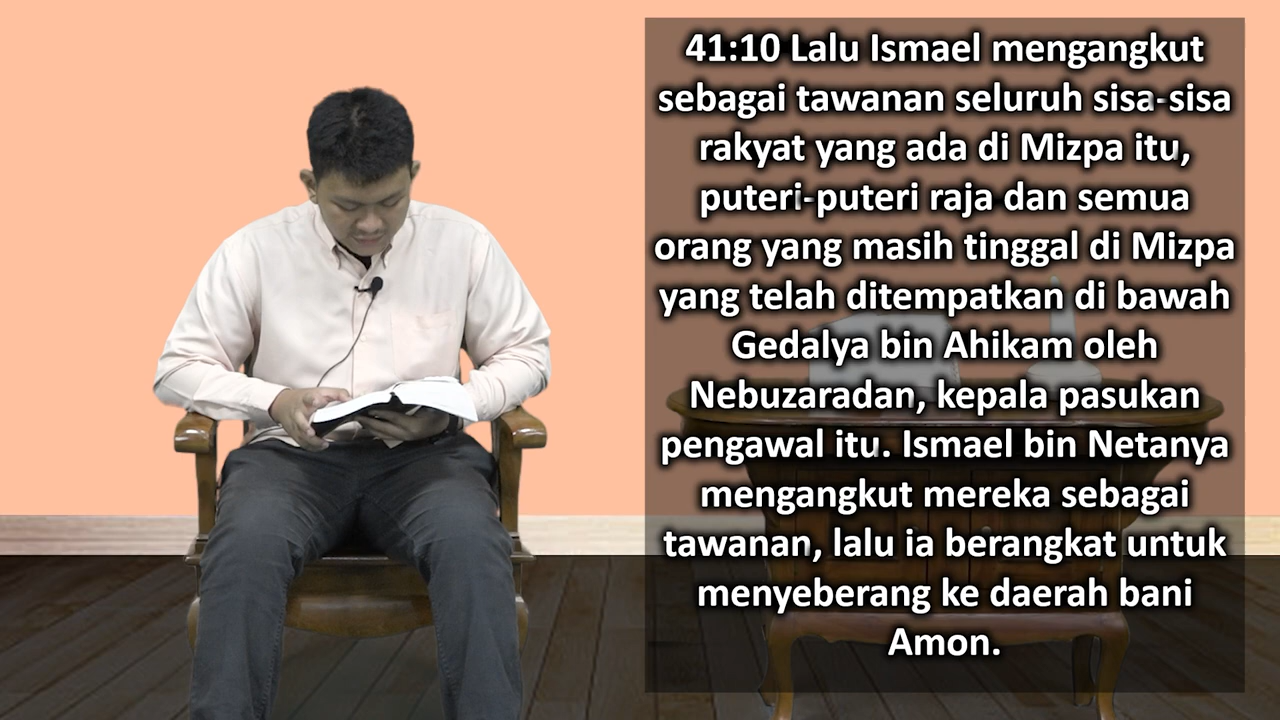 41:10 Lalu Ismael mengangkut
sebagai tawanan seluruh sisa-sisa
rakyat yang ada di Mizpa itu,
puteri-puteri raja dan semua
orang yang masih tinggal di Mizpa
yang telah ditempatkan di bawah
Gedalya bin Ahikam oleh
Nebuzaradan, kepala pasukan
pengawal itu. Ismael bin Netanya
mengangkut mereka sebagai
tawanan, lalu ia berangkat untuk
menyeberang ke daerah bani
Amon.